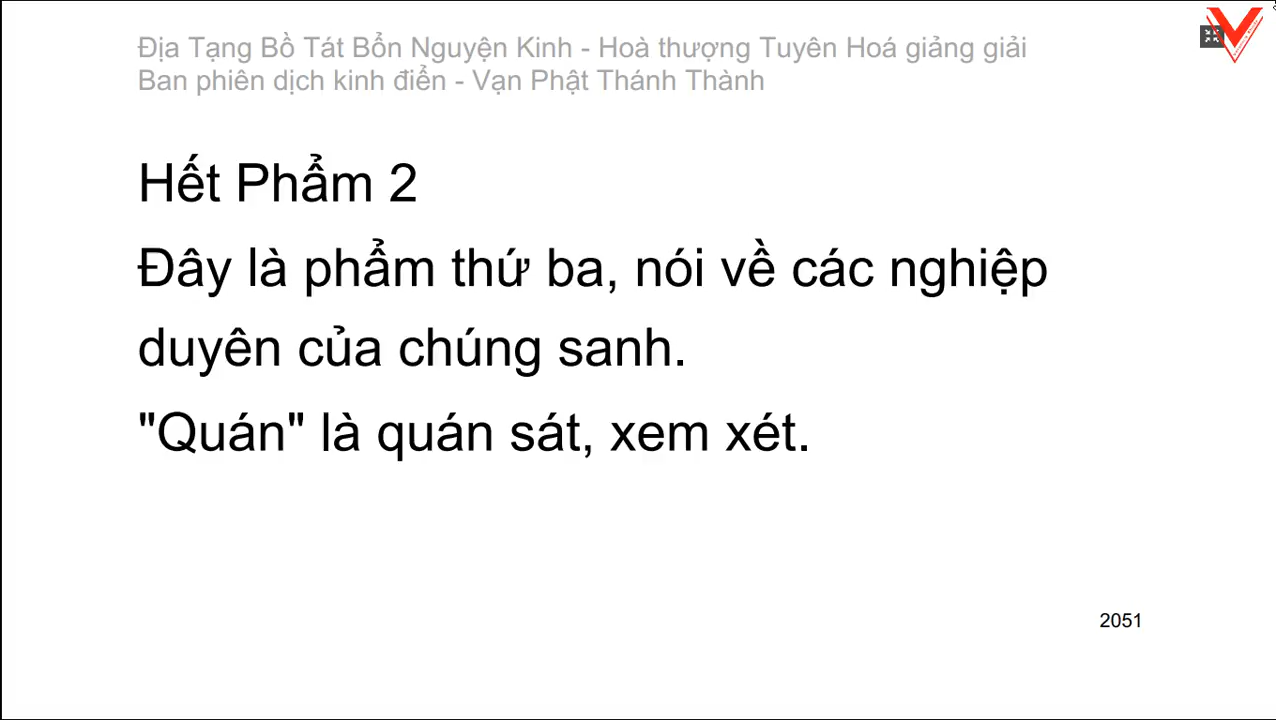 Địa Tạng Bồ Tát Bổn Nguyện Kinh - Hoà thượng Tuyên Hoá giảng giải
Ban phiên dịch kinh điển - Vạn Phật Thánh Thành
Hết Phẩm 2
Đây là phẩm thứ ba, nói về các nghiệp
duyên của chúng sanh.
"Quán" là quán sát, xem xét.
2051